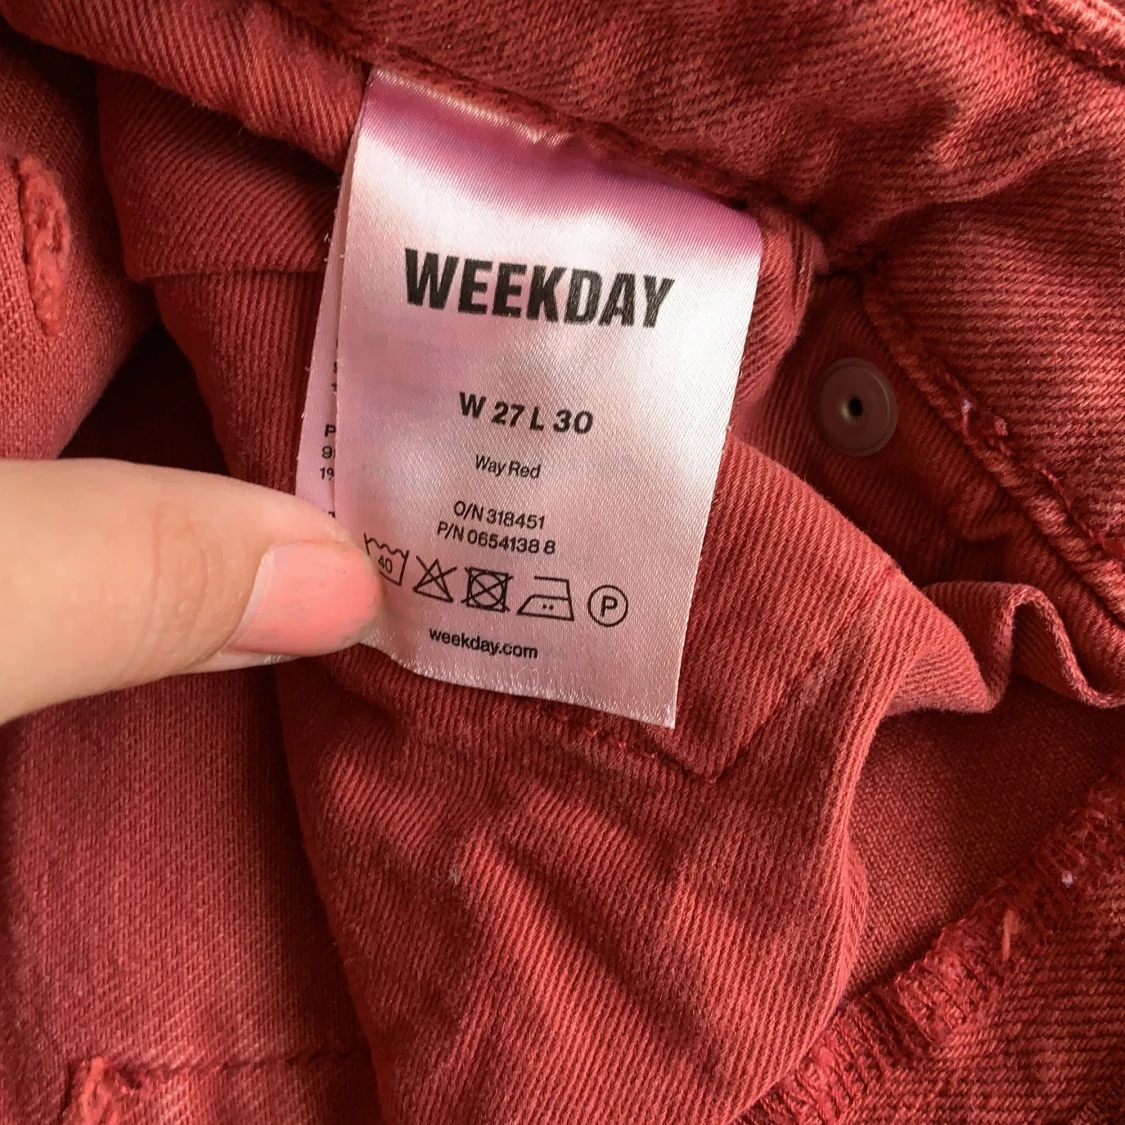 WEEKDAY
W 27 L 30
Way Red
O/N 318451
P/N 0654138 8
40
P
weekday.com